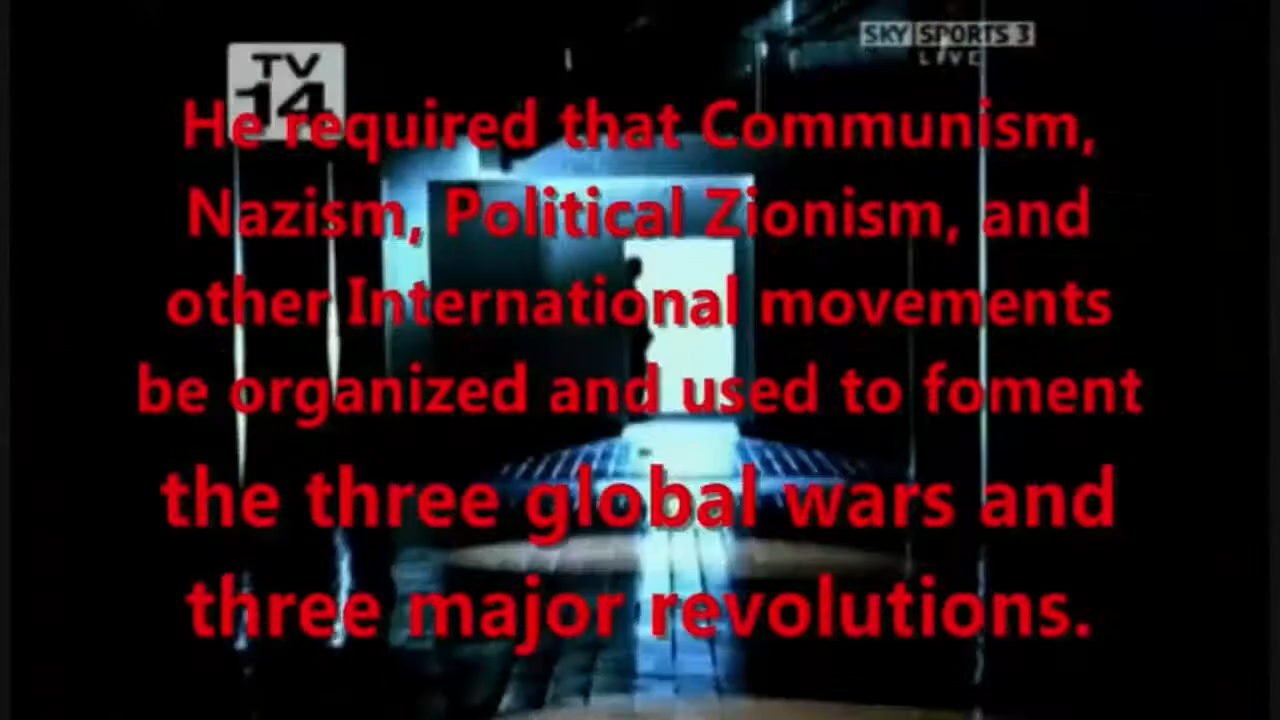 TV
14
SKY SPORTS 3
LIVE
He required that Communism,
Nazism, Political Zionism, and
other International movements
be organized and used to foment
the three global wars and
three major revolutions.